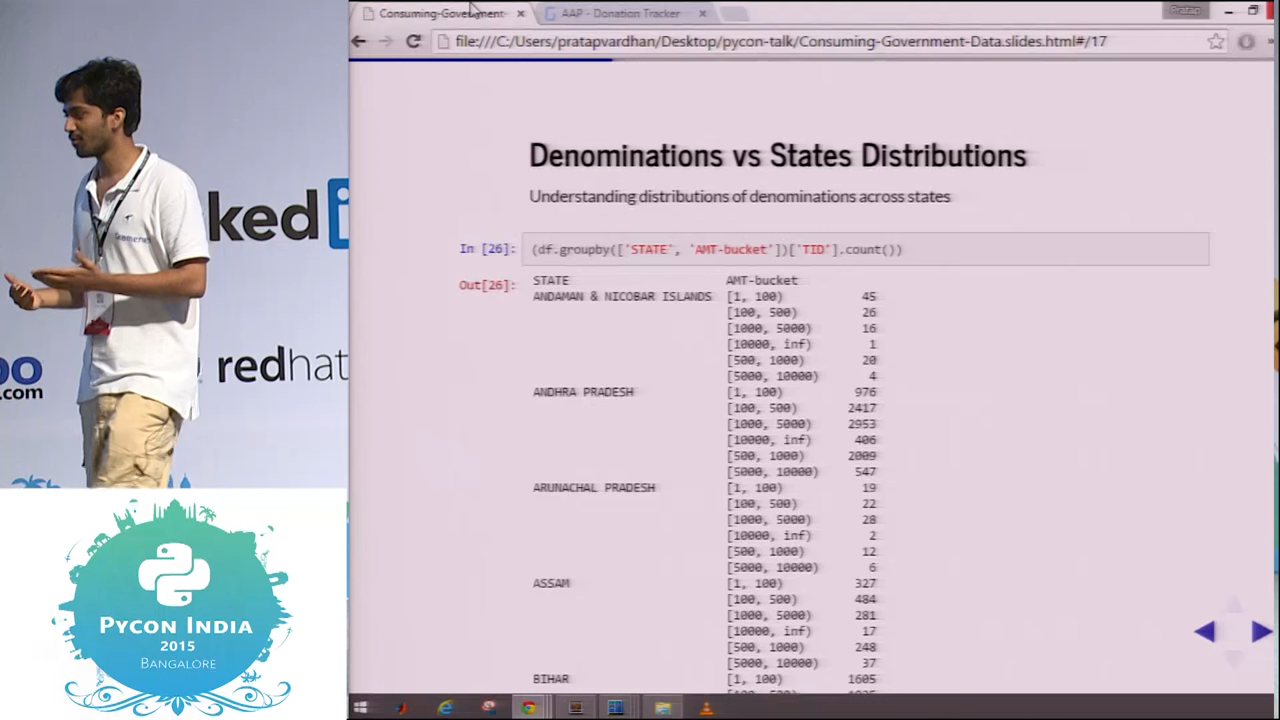 Consuming-Government
AAP - Donation Tracker
Pratap
file:///C:/Users/pratapvardhan/Desktop/pycon-talk/Consuming-Government-Data.slides.html#/17
Denominations vs States Distributions
Understanding distributions of denominations across states
In [26]: (df.groupby(['STATE', 'AMT-bucket'])['TID'].count())
Out[26]: STATE AMT-bucket
ANDAMAN & NICOBAR ISLANDS [1, 100) 45
[100, 500) 26
[1000, 5000) 16
[10000, inf) 1
[500, 1000) 20
[5000, 10000) 4
ANDHRA PRADESH [1, 100) 976
[100, 500) 2417
[1000, 5000) 2953
[10000, inf) 406
[500, 1000) 2009
[5000, 10000) 547
ARUNACHAL PRADESH [1, 100) 19
[100, 500) 22
[1000, 5000) 28
[10000, inf) 2
[500, 1000) 12
[5000, 10000) 6
ASSAM [1, 100) 327
[100, 500) 484
[1000, 5000) 281
[10000, inf) 17
[500, 1000) 248
[5000, 10000) 37
BIHAR [1, 100) 1605
ked in
redhat
oo
.com
PYCON INDIA
2015
BANGALORE